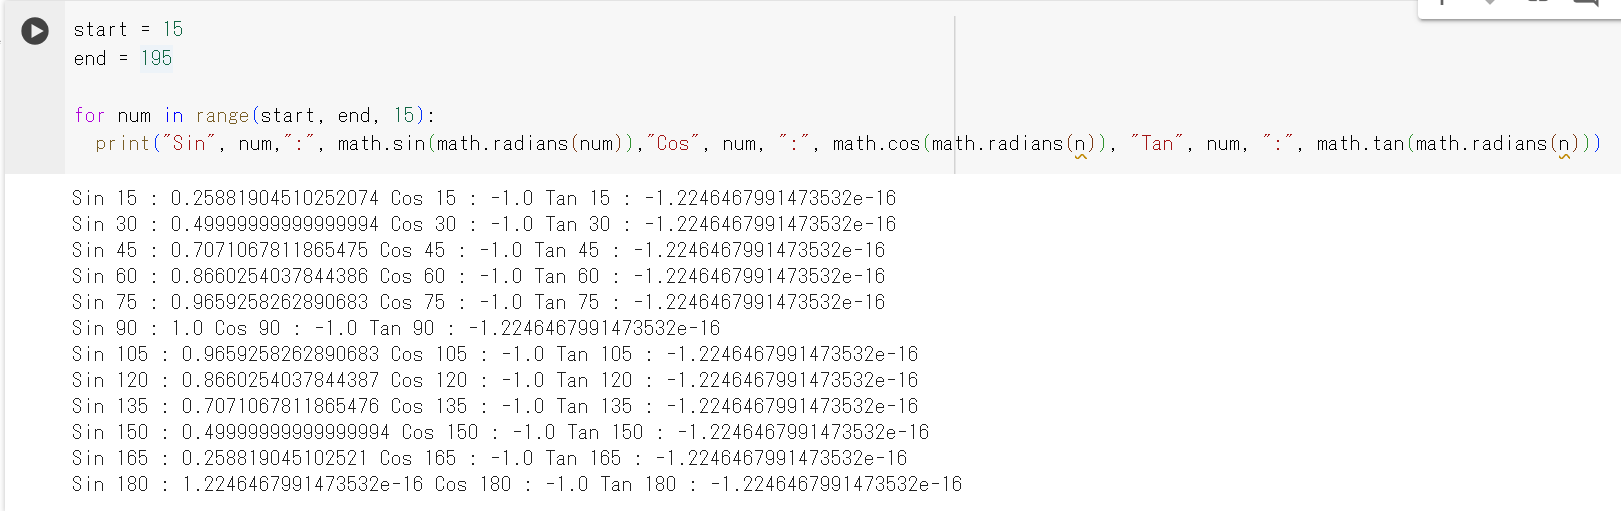 start = 15
end = 195
for num in range(start, end, 15):
print("Sin", num,":", math.sin(math.radians(num)),"Cos", num, ":", math.cos(math.radians(n)), "Tan", num, ":", math.tan(math.radians(n)))
Sin 15 : 0.25881904510252074 Cos 15 : -1.0 Tan 15 : -1.2246467991473532e-16
Sin 30 : 0.49999999999999994 Cos 30 : -1.0 Tan 30 : -1.2246467991473532e-16
Sin 45 : 0.7071067811865475 Cos 45 : -1.0 Tan 45 : -1.2246467991473532e-16
Sin 60 : 0.8660254037844386 Cos 60 : -1.0 Tan 60 : -1.2246467991473532e-16
Sin 75 : 0.9659258262890683 Cos 75 : -1.0 Tan 75 : -1.2246467991473532e-16
Sin 90 : 1.0 Cos 90 : -1.0 Tan 90 : -1.2246467991473532e-16
Sin 105 : 0.9659258262890683 Cos 105 : -1.0 Tan 105 : -1.2246467991473532e-16
Sin 120 : 0.8660254037844387 Cos 120 : -1.0 Tan 120 : -1.2246467991473532e-16
Sin 135 : 0.7071067811865476 Cos 135 : -1.0 Tan 135 : -1.2246467991473532e-16
Sin 150 : 0.49999999999999994 Cos 150 : -1.0 Tan 150 : -1.2246467991473532e-16
Sin 165 : 0.258819045102521 Cos 165 : -1.0 Tan 165 : -1.2246467991473532e-16
Sin 180 : 1.2246467991473532e-16 Cos 180 : -1.0 Tan 180 : -1.2246467991473532e-16